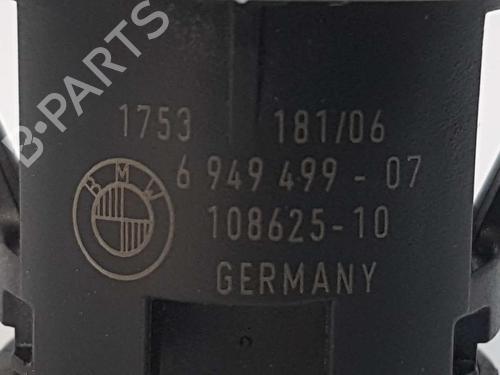 B-PARTS
1753 181/06
6 949 499 - 07
BMW
108625-10
GERMANY